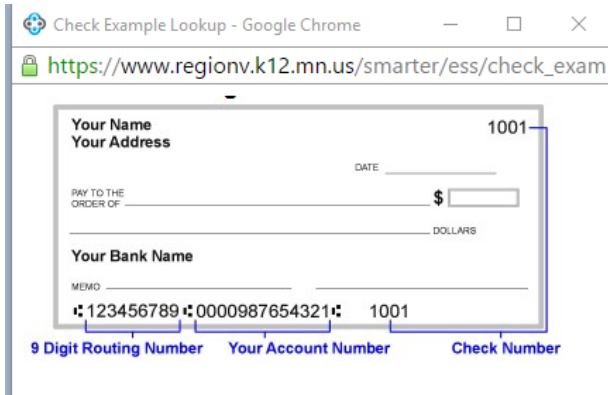 Check Example Lookup - Google Chrome
https://www.regionv.k12.mn.us/smarter/ess/check_exam
Your Name 1001
Your Address
DATE
PAY TO THE
ORDER OF $
DOLLARS
Your Bank Name
MEMO
⑆123456789⑆0000987654321⑆ 1001
9 Digit Routing Number Your Account Number Check Number